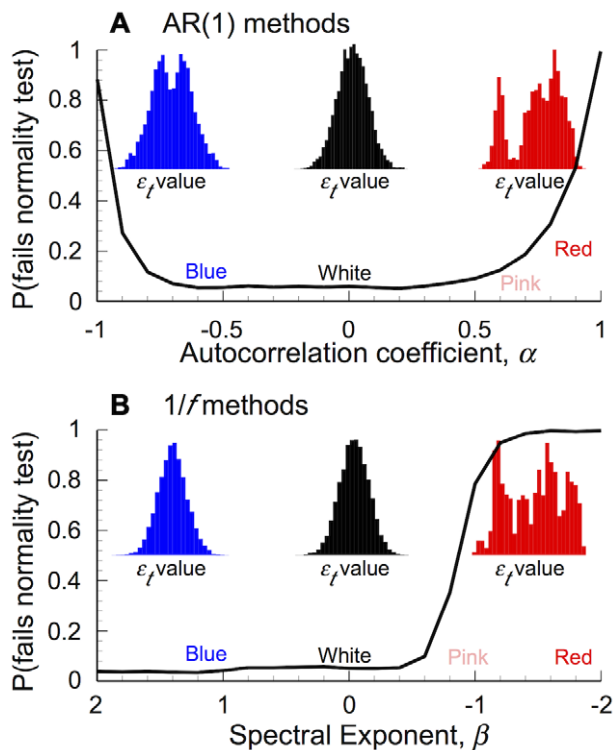 A AR(1) methods
P(fails normality test)
1
0.8
0.6
0.4
0.2
0
εt value
εt value
εt value
Blue
White
Pink
Red
-1
-0.5
0
0.5
1
Autocorrelation coefficient, α
B 1/f methods
P(fails normality test)
1
0.8
0.6
0.4
0.2
0
εt value
εt value
εt value
Blue
White
Pink
Red
2
1
0
-1
-2
Spectral Exponent, β